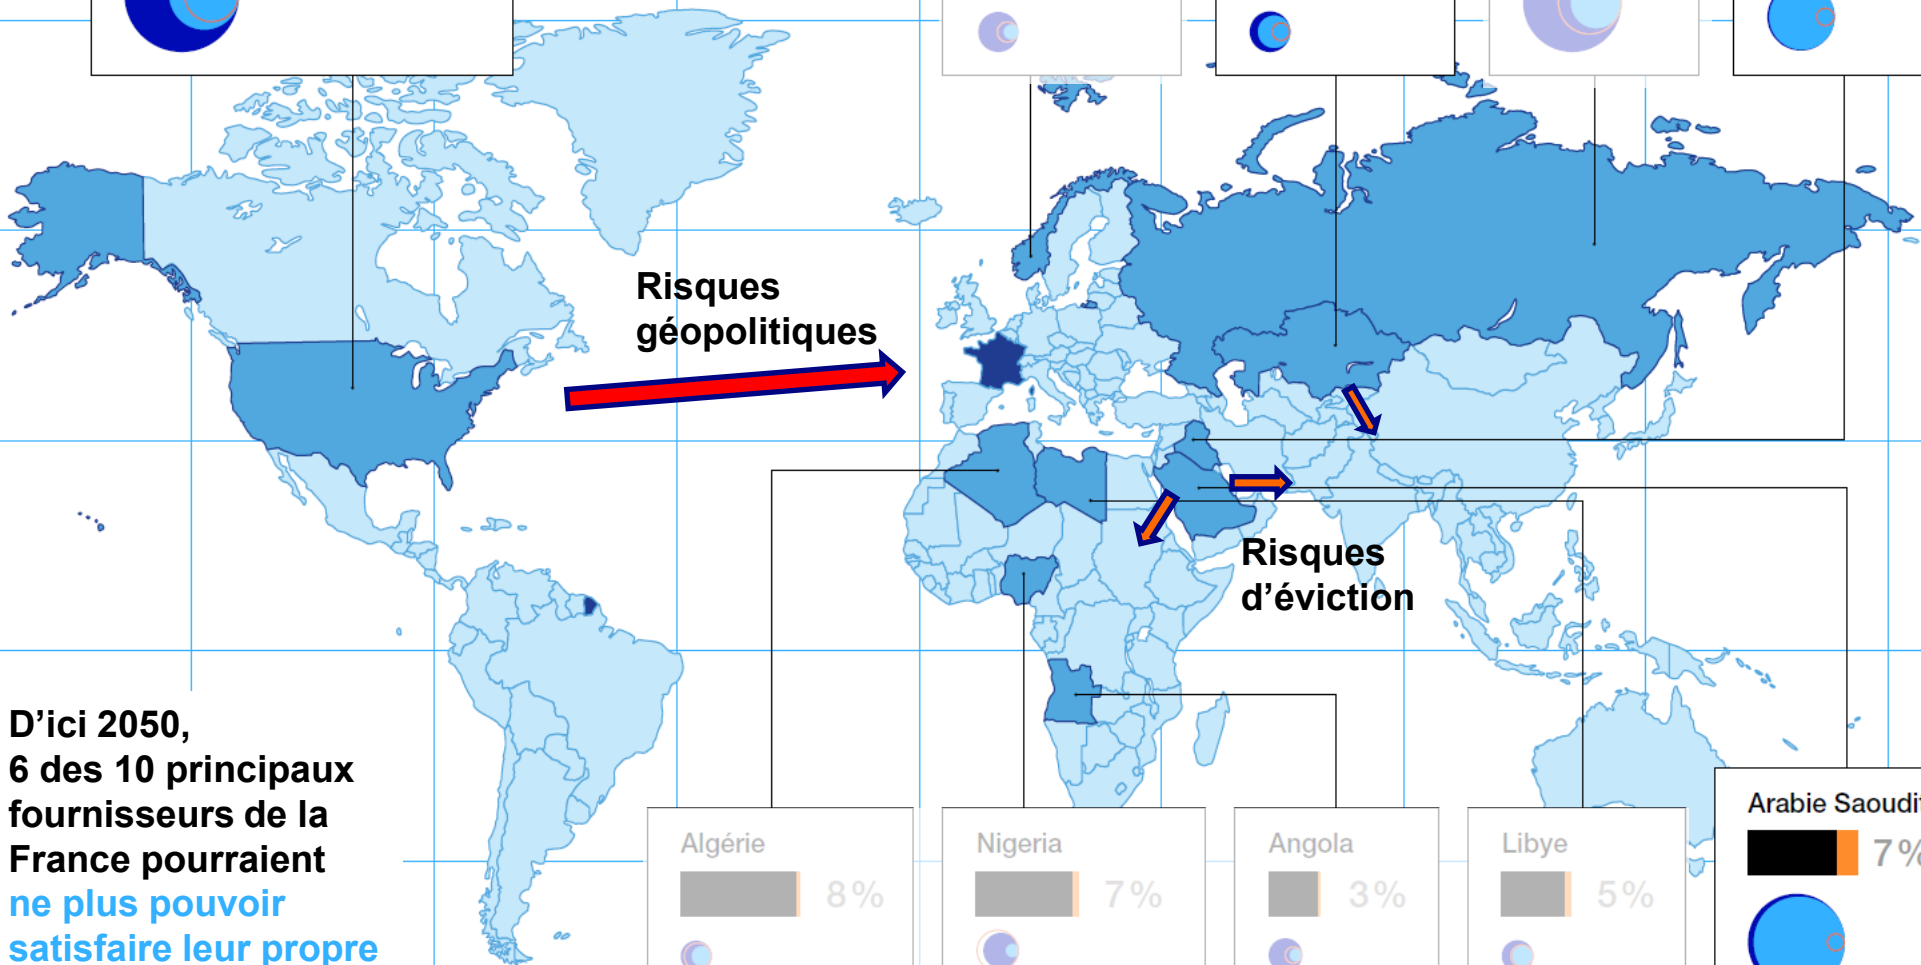 Risques
géopolitiques
Risques
d’éviction
D’ici 2050,
6 des 10 principaux
fournisseurs de la
France pourraient
ne plus pouvoir
satisfaire leur propre
Algérie
8%
Nigeria
7%
Angola
3%
Libye
5%
Arabie Saoudit
7%